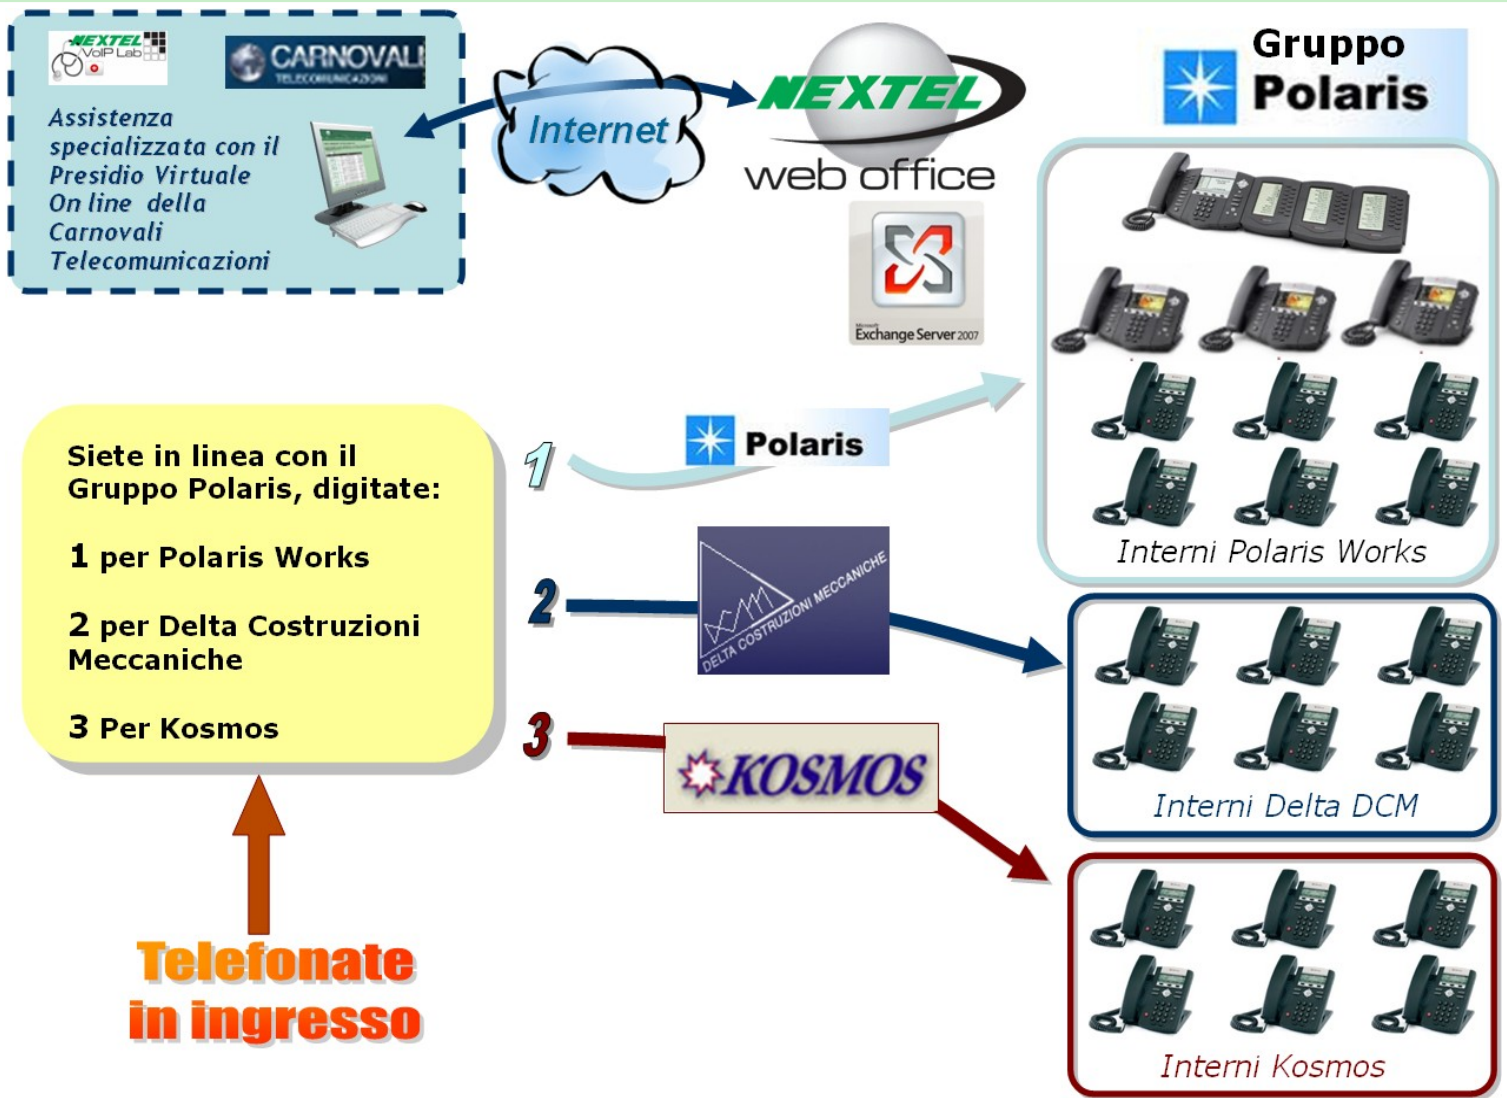 NEXTEL
VoIP Lab
CARNOVALI
TELECOMUNICAZIONI
Assistenza
specializzata con il
Presidio Virtuale
On line della
Carnovali
Telecomunicazioni
Internet
NEXTEL
web office
Microsoft
Exchange Server 2007
Gruppo
Polaris
Siete in linea con il
Gruppo Polaris, digitate:
1 per Polaris Works
2 per Delta Costruzioni
Meccaniche
3 Per Kosmos
1
Polaris
2
DCM
DELTA COSTRUZIONI MECCANICHE
3
KOSMOS
Interni Polaris Works
Interni Delta DCM
Interni Kosmos
Telefonate
in ingresso